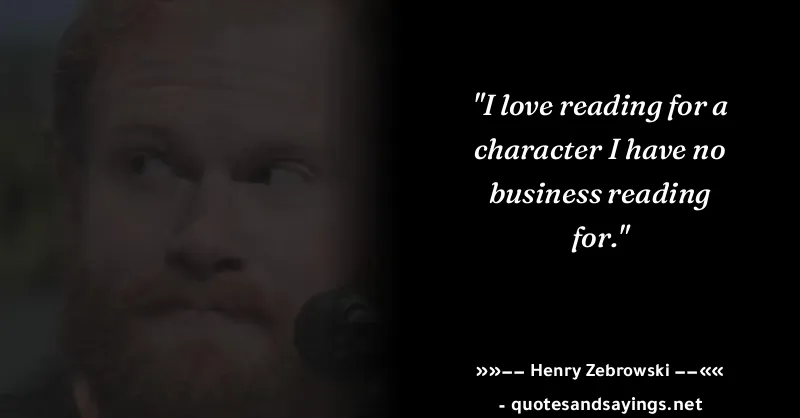 "I love reading for a
character I have no
business reading
for."
»»–– Henry Zebrowski ––««
- quotesandsayings.net